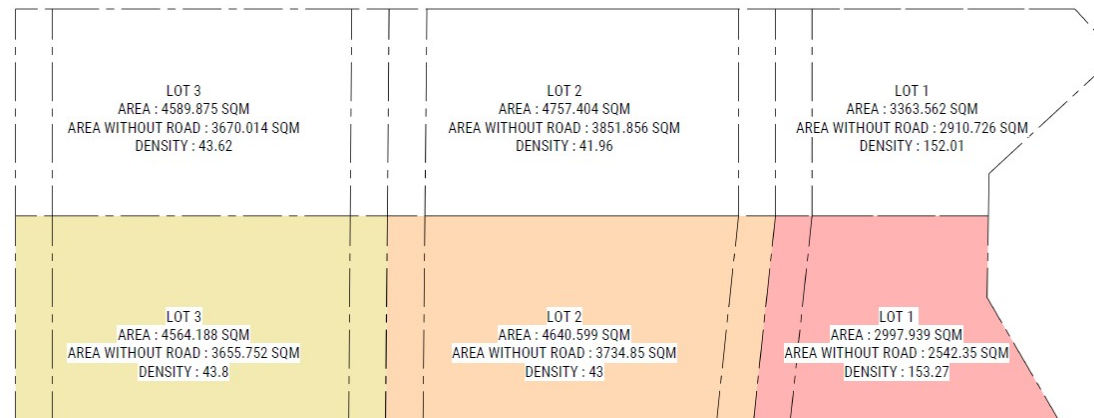 LOT 3
AREA : 4589.875 SQM
AREA WITHOUT ROAD : 3670.014 SQM
DENSITY : 43.62
LOT 2
AREA : 4757.404 SQM
AREA WITHOUT ROAD : 3851.856 SQM
DENSITY : 41.96
LOT 1
AREA : 3363.562 SQM
AREA WITHOUT ROAD : 2910.726 SQM
DENSITY : 152.01
LOT 3
AREA : 4564.188 SQM
AREA WITHOUT ROAD : 3655.752 SQM
DENSITY : 43.8
LOT 2
AREA : 4640.599 SQM
AREA WITHOUT ROAD : 3734.85 SQM
DENSITY : 43
LOT 1
AREA : 2997.939 SQM
AREA WITHOUT ROAD : 2542.35 SQM
DENSITY : 153.27